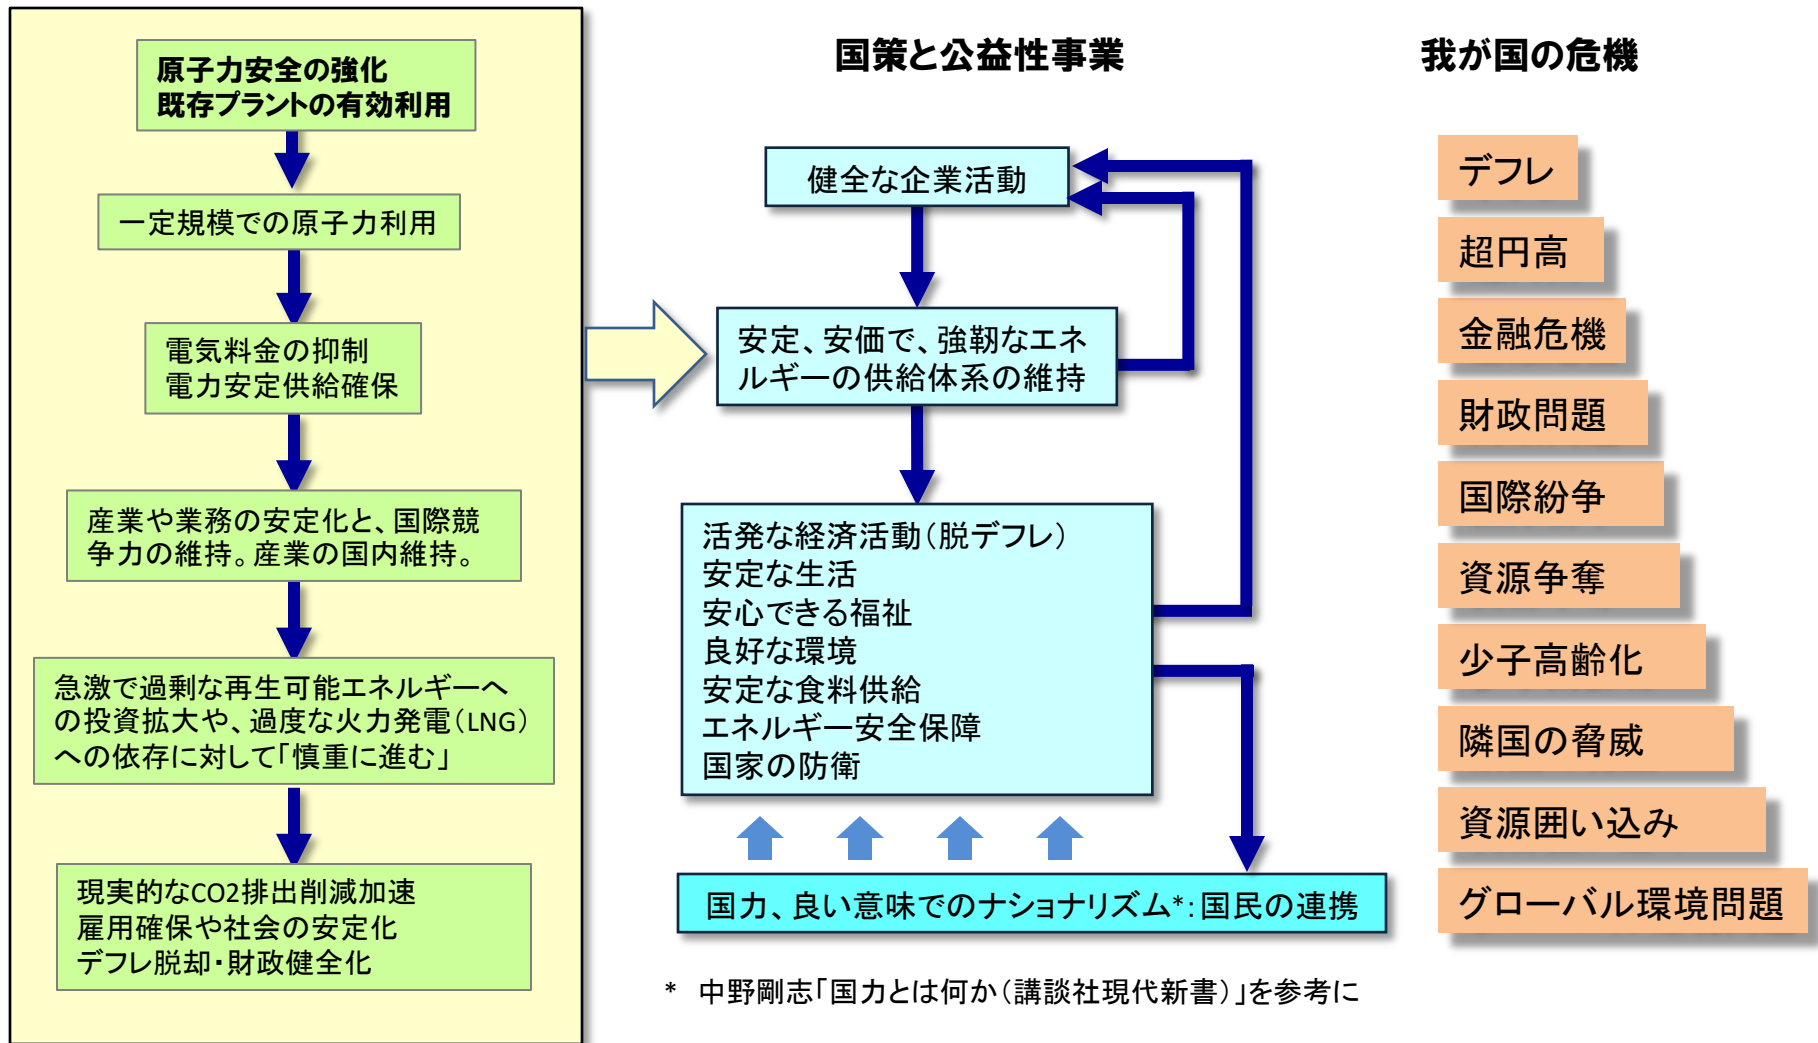 原子力安全の強化
既存プラントの有効利用
一定規模での原子力利用
電気料金の抑制
電力安定供給確保
産業や業務の安定化と、国際競
争力の維持。産業の国内維持。
急激で過剰な再生可能エネルギーへ
の投資拡大や、過度な火力発電(LNG)
への依存に対して「慎重に進む」
現実的なCO2排出削減加速
雇用確保や社会の安定化
デフレ脱却・財政健全化
国策と公益性事業
健全な企業活動
安定、安価で、強靭なエネ
ルギーの供給体系の維持
活発な経済活動(脱デフレ)
安定な生活
安心できる福祉
良好な環境
安定な食料供給
エネルギー安全保障
国家の防衛
国力、良い意味でのナショナリズム*:国民の連携
* 中野剛志「国力とは何か(講談社現代新書)」を参考に
我が国の危機
デフレ
超円高
金融危機
財政問題
国際紛争
資源争奪
少子高齢化
隣国の脅威
資源囲い込み
グローバル環境問題